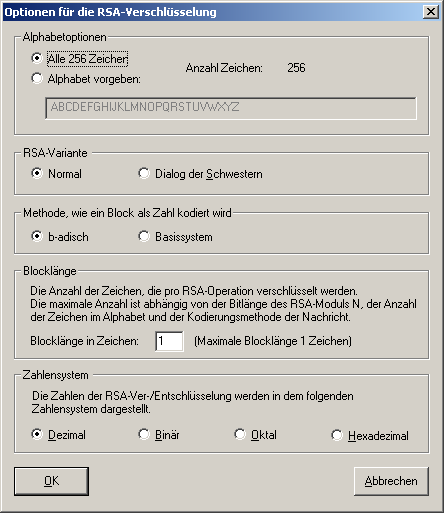 Optionen für die RSA-Verschlüsselung
Alphabetoptionen
Alle 256 Zeichen
Anzahl Zeichen: 256
Alphabet vorgeben:
ABCDEFGHIJKLMNOPQRSTUVWXYZ
RSA-Variante
Normal
Dialog der Schwestern
Methode, wie ein Block als Zahl kodiert wird
b-adisch
Basissystem
Blocklänge
Die Anzahl der Zeichen, die pro RSA-Operation verschlüsselt werden.
Die maximale Anzahl ist abhängig von der Bitlänge des RSA-Moduls N, der Anzahl
der Zeichen im Alphabet und der Kodierungsmethode der Nachricht.
Blocklänge in Zeichen: 1 (Maximale Blocklänge 1 Zeichen)
Zahlensystem
Die Zahlen der RSA-Ver-/Entschlüsselung werden in dem folgenden
Zahlensystem dargestellt.
Dezimal
Binär
Oktal
Hexadezimal
OK
Abbrechen